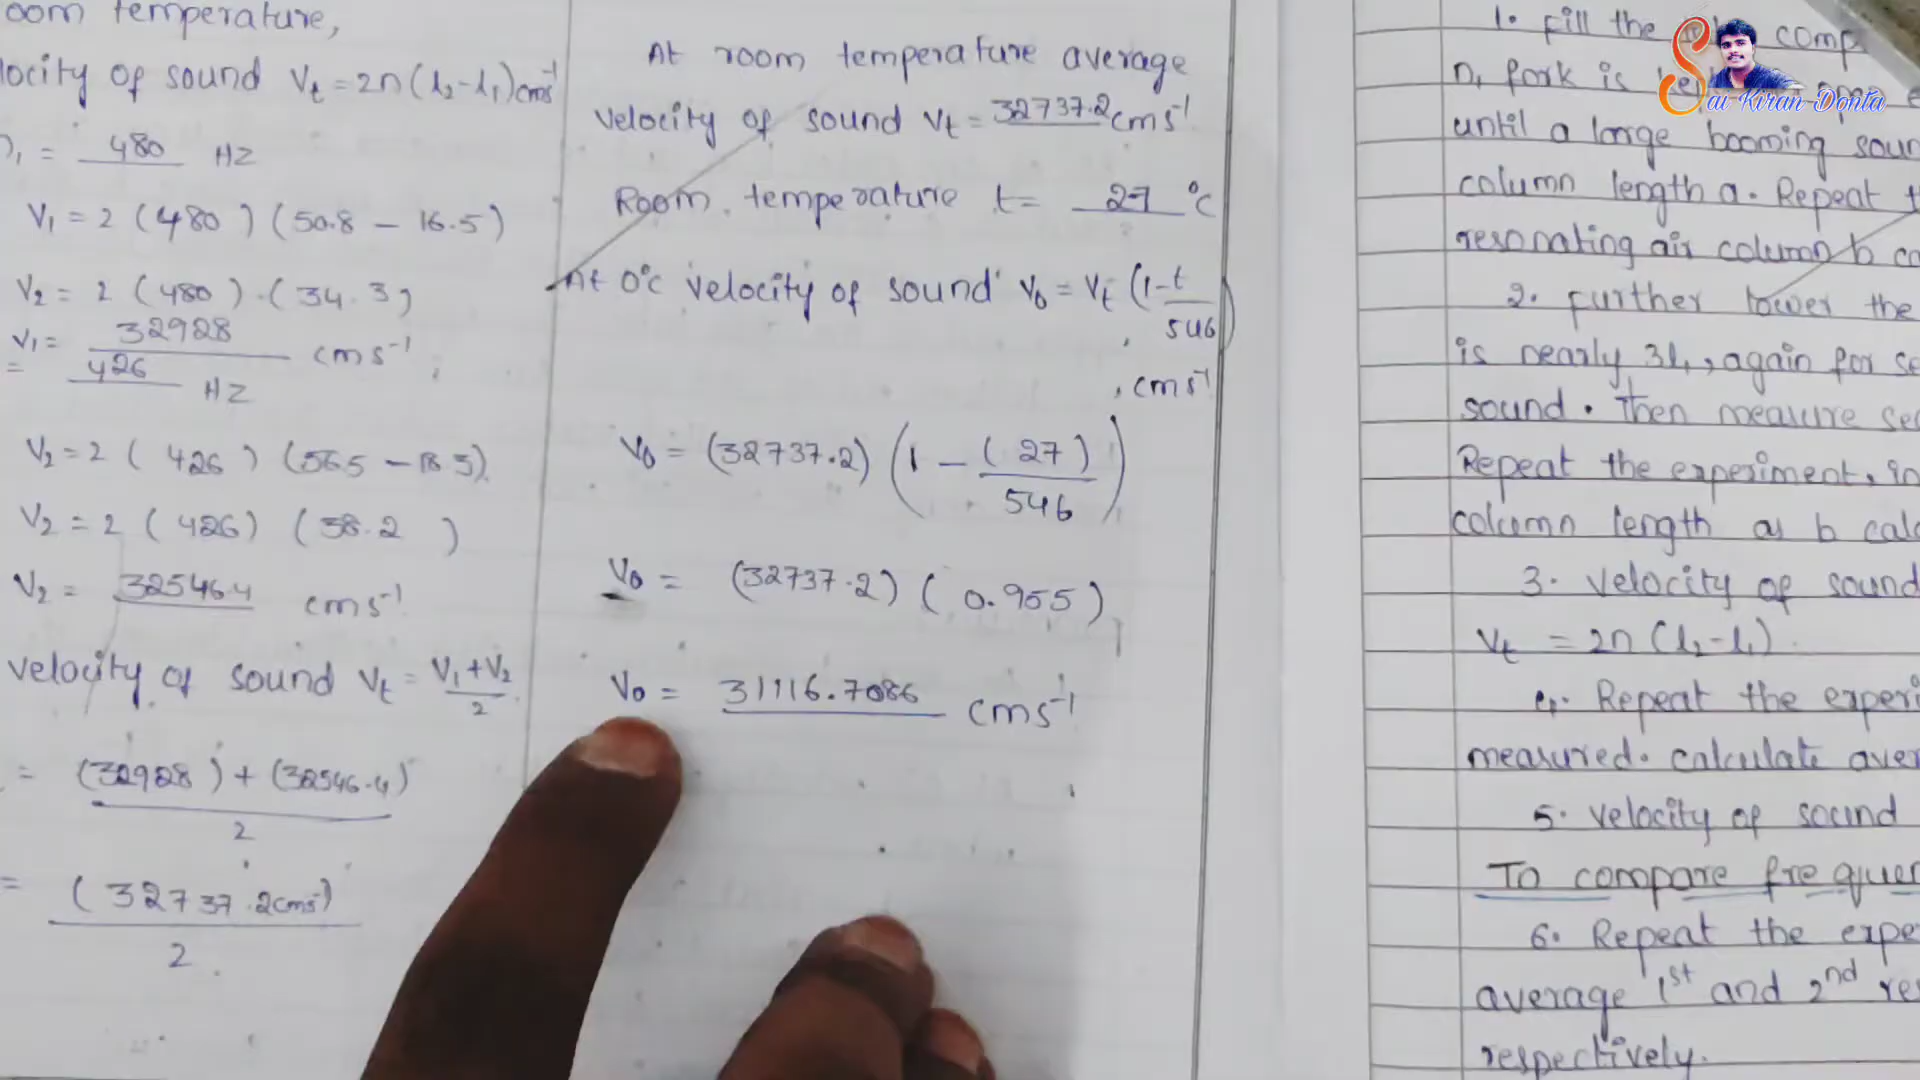 oom temperature,
locity of sound Vt = 2n (l2 - l1) cms⁻¹
n1 = 480 HZ
V1 = 2 (480) (50.8 - 16.5)
V2 = 2 (480) . (34.3)
V1 = 32928 cms⁻¹
= 426 HZ
V2 = 2 (426) (56.5 - 18.3)
V2 = 2 (426) (38.2)
V2 = 32546.4 cms⁻¹
velocity of sound Vt = V1 + V2 / 2
= (32928) + (32546.4) / 2
= (32737.2 cms⁻¹) / 2
At room temperature average
velocity of sound Vt = 32737.2 cms⁻¹
Room temperature t = 27 °c
At 0°c velocity of sound V0 = Vt (1 - t / 546)
cms⁻¹
V0 = (32737.2) (1 - (27) / 546)
V0 = (32737.2) (0.955)
V0 = 31116.7086 cms⁻¹
1. fill the comp
n1 fork is open e
until a large booming soun
column length a. Repeat t
resonating air column b ca
2. further lower the
is nearly 3l1, again for se
sound. Then measure sec
Repeat the experiment, in
column length as b calc
3. velocity of sound
Vt = 2n (l2 - l1).
4. Repeat the experi
measured. calculate aver
5. velocity of sound
To compare frequen
6. Repeat the expe
average 1st and 2nd re
respectively.
Sai Kiran Donta